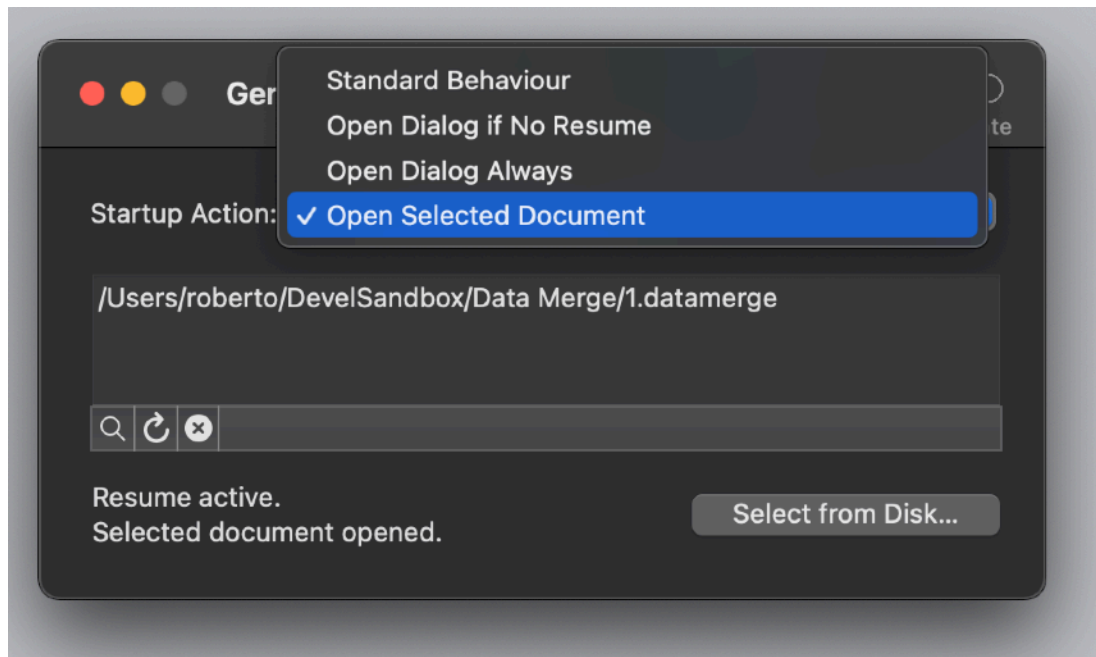 Standard Behaviour
Open Dialog if No Resume
Open Dialog Always
Startup Action: ✓ Open Selected Document
/Users/roberto/DevelSandbox/Data Merge/1.datamerge
Resume active.
Selected document opened.
Select from Disk...